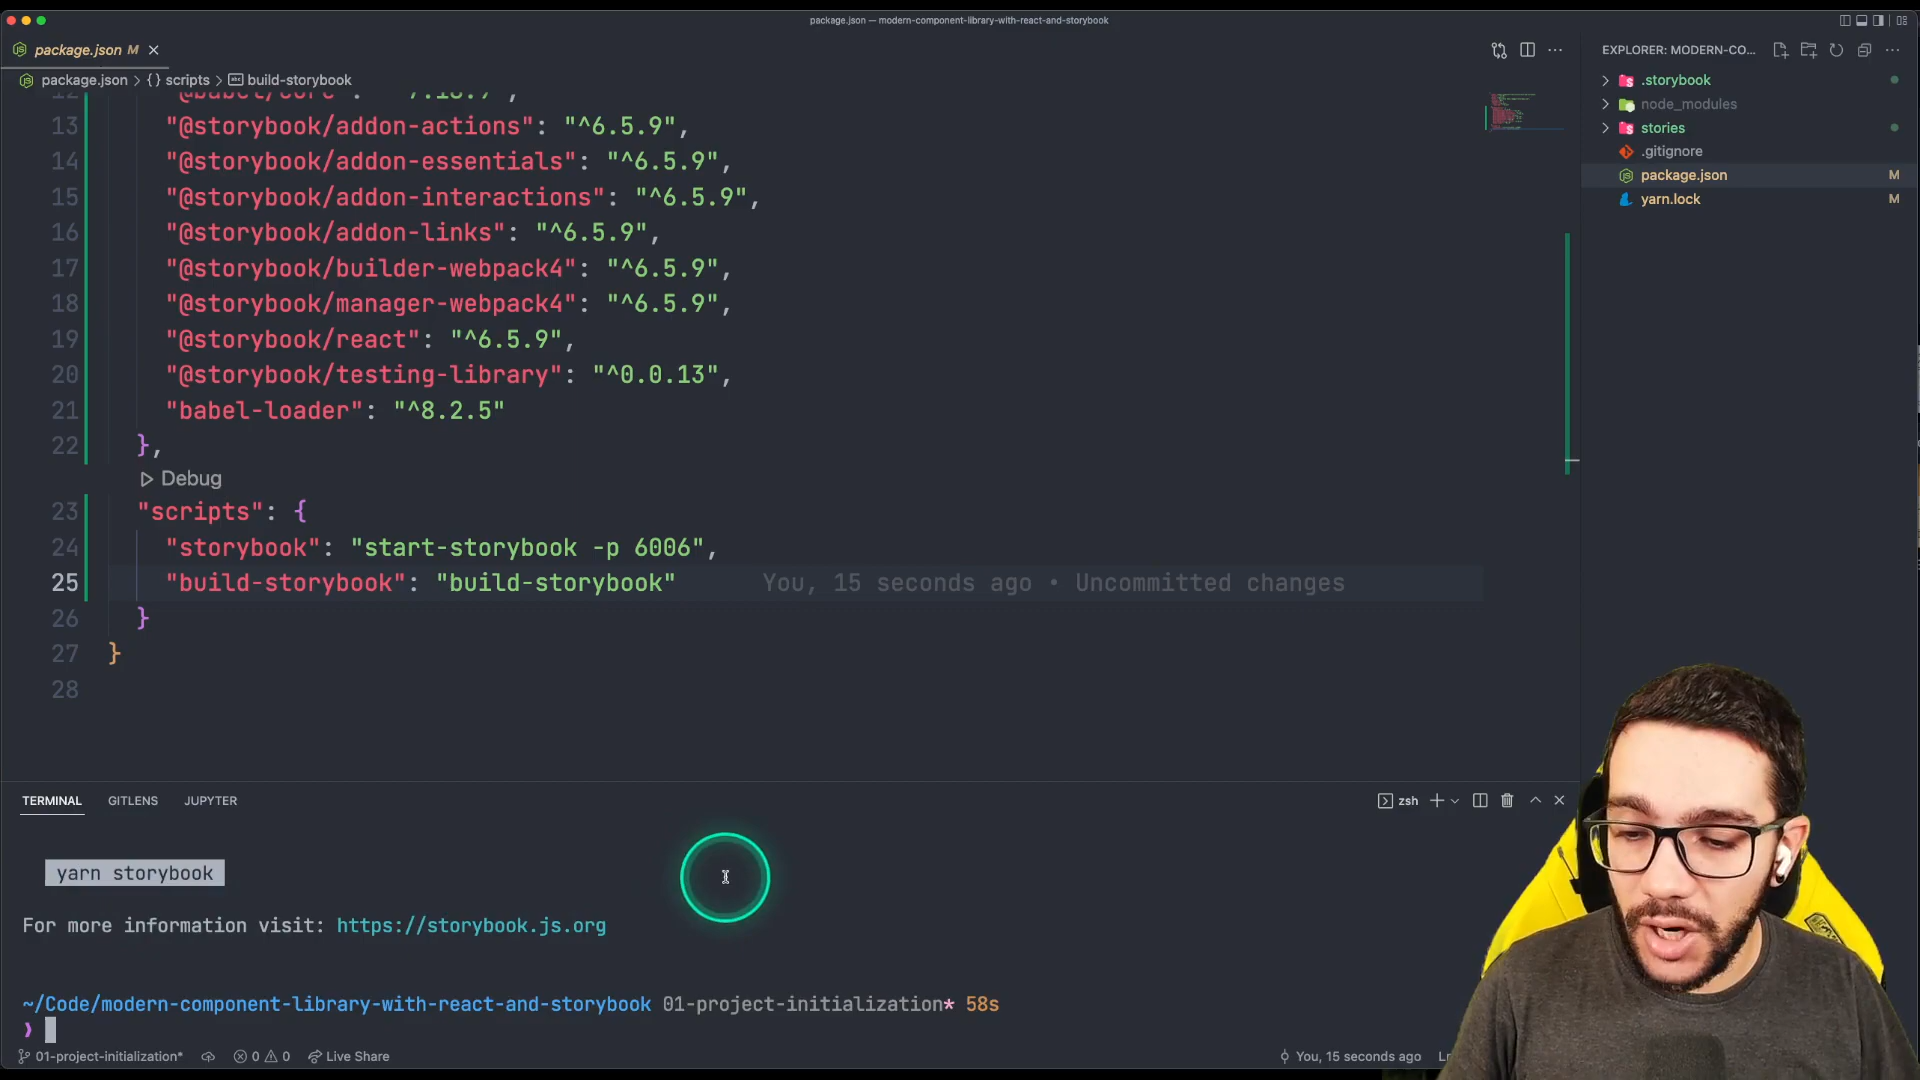 package.json — modern-component-library-with-react-and-storybook
package.json M
EXPLORER: MODERN-CO...
package.json > {} scripts > abc build-storybook
.storybook
node_modules
stories
.gitignore
package.json M
yarn.lock M
13 "@storybook/addon-actions": "^6.5.9",
14 "@storybook/addon-essentials": "^6.5.9",
15 "@storybook/addon-interactions": "^6.5.9",
16 "@storybook/addon-links": "^6.5.9",
17 "@storybook/builder-webpack4": "^6.5.9",
18 "@storybook/manager-webpack4": "^6.5.9",
19 "@storybook/react": "^6.5.9",
20 "@storybook/testing-library": "^0.0.13",
21 "babel-loader": "^8.2.5"
22 },
Debug
23 "scripts": {
24 "storybook": "start-storybook -p 6006",
25 "build-storybook": "build-storybook" You, 15 seconds ago • Uncommitted changes
26 }
27 }
28
TERMINAL GITLENS JUPYTER
zsh
yarn storybook
For more information visit: https://storybook.js.org
~/Code/modern-component-library-with-react-and-storybook 01-project-initialization* 58s
❯
01-project-initialization* 0 0 Live Share
You, 15 seconds ago